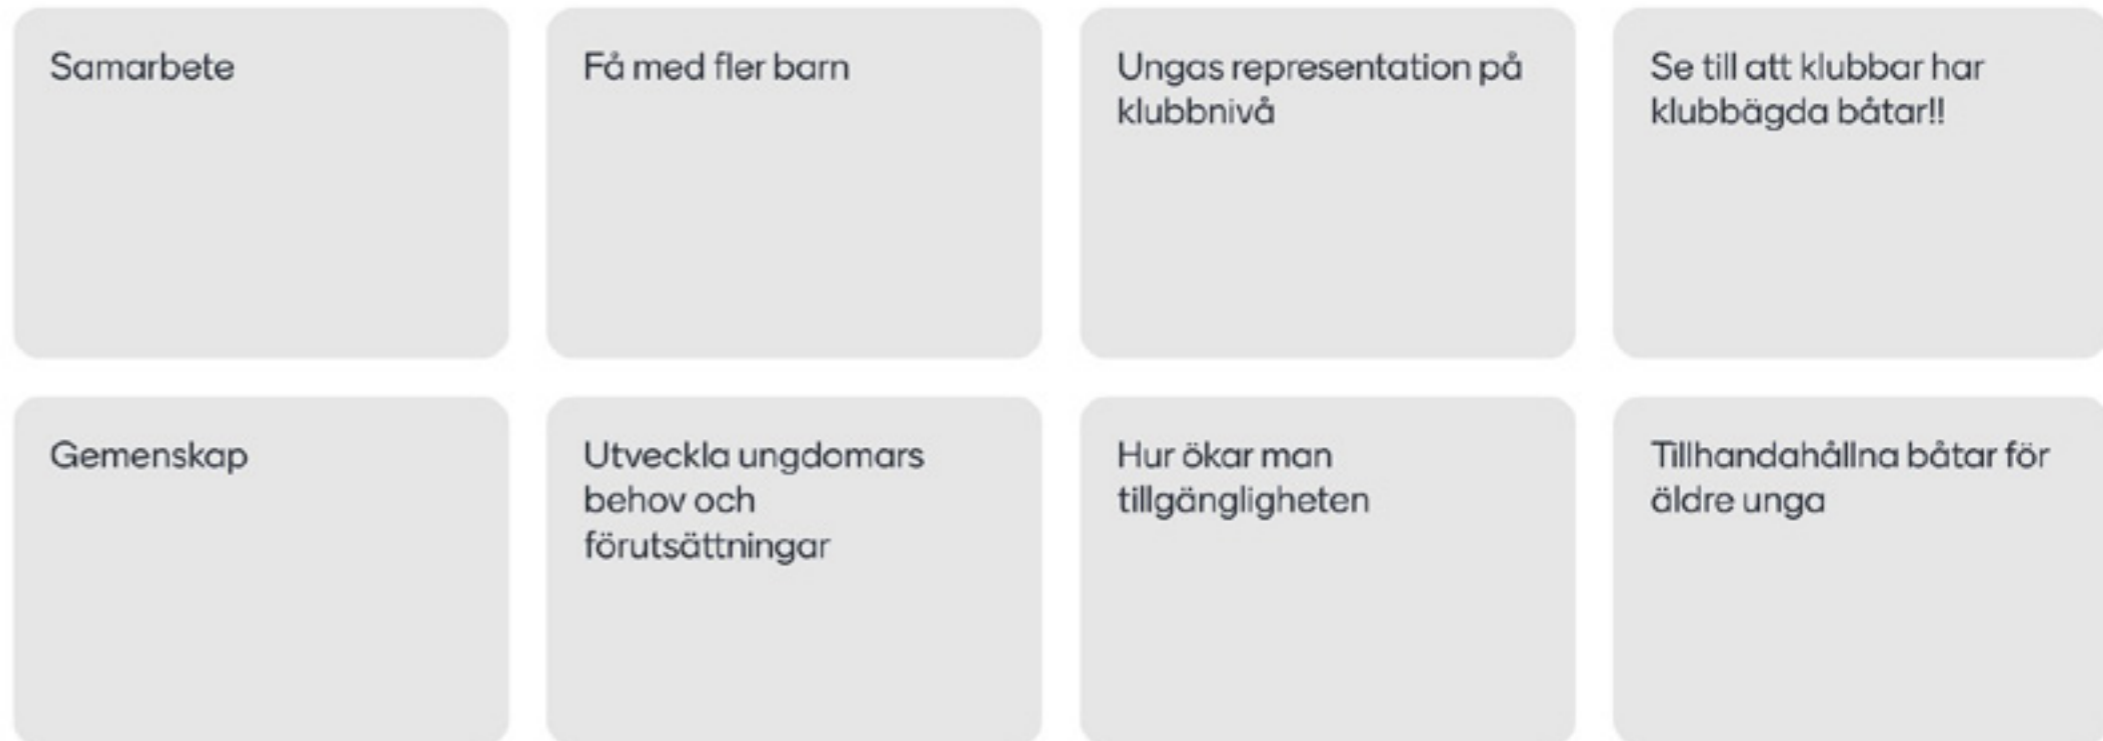 Samarbete
Få med fler barn
Ungas representation på
klubbnivå
Se till att klubbar har
klubbägda båtar!!
Gemenskap
Utveckla ungdomars
behov och
förutsättningar
Hur ökar man
tillgängligheten
Tillhandahållna båtar för
äldre unga